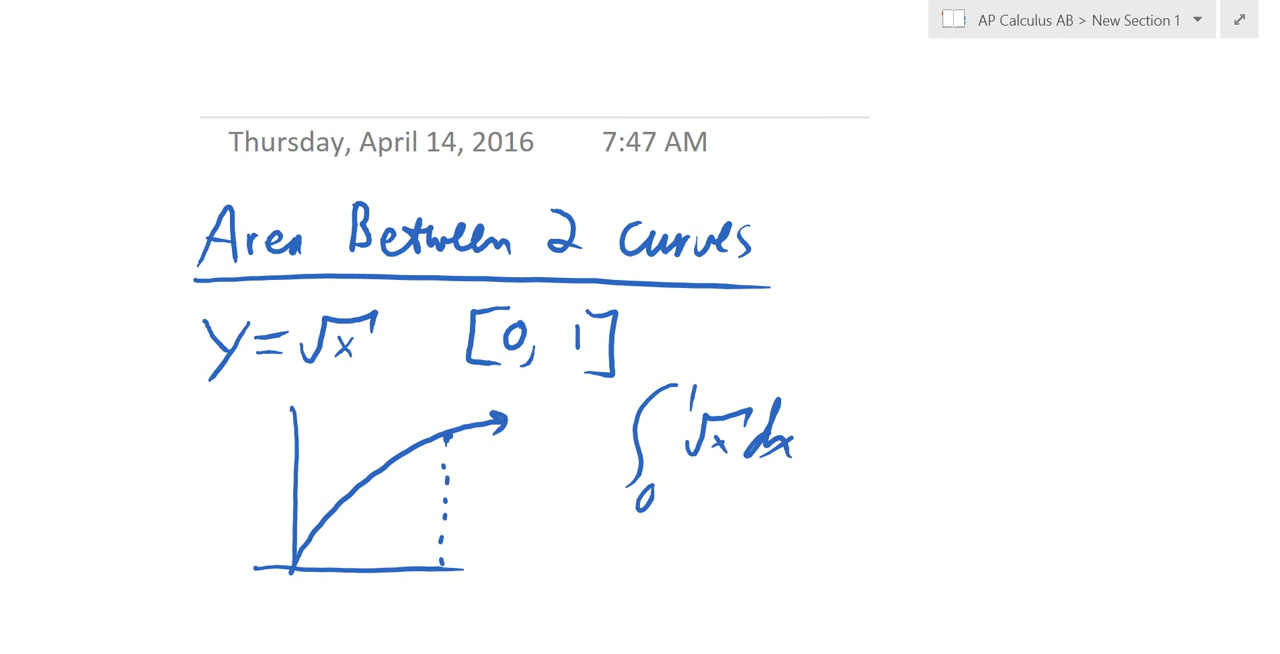 AP Calculus AB > New Section 1
Thursday, April 14, 2016 7:47 AM
Area Between 2 curves
y=√x [0, 1]
∫₀¹ √x dx